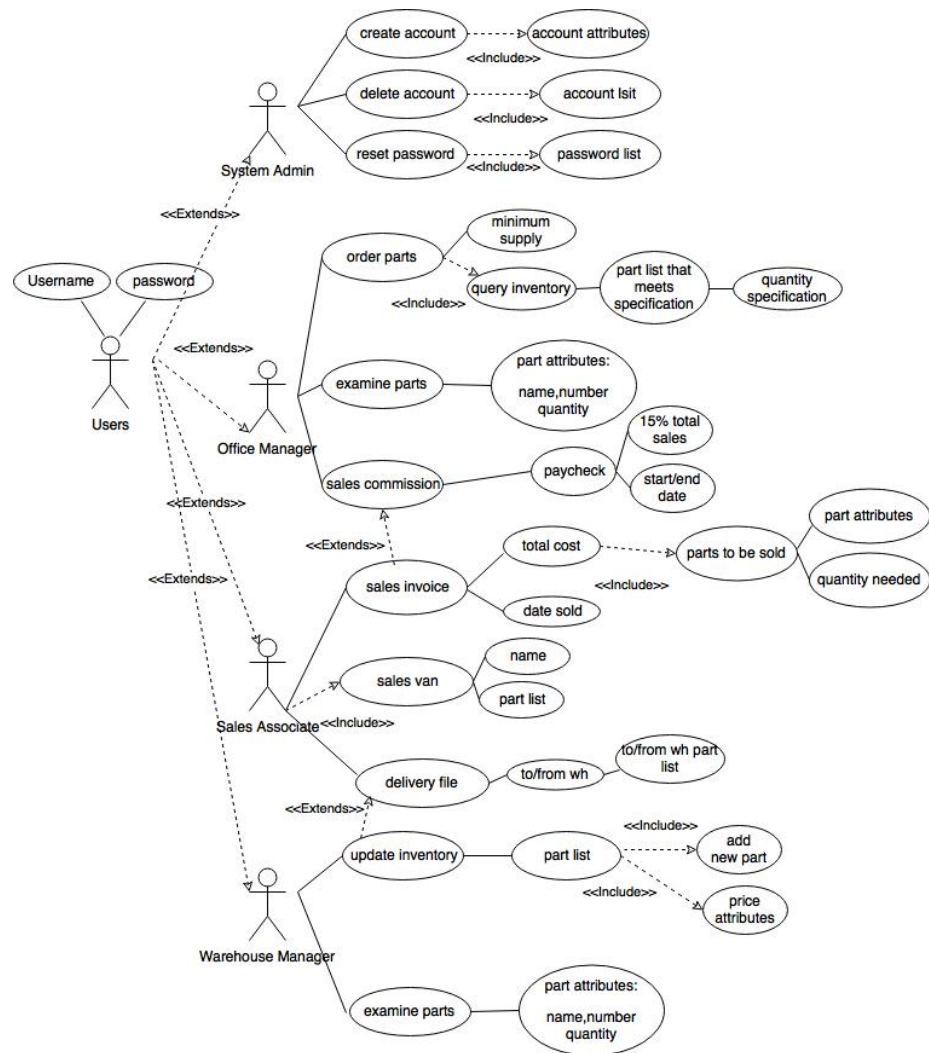 create account
account attributes
<<Include>>
delete account
account lsit
<<Include>>
reset password
password list
<<Include>>
System Admin
<<Extends>>
Username
password
Users
<<Extends>>
Office Manager
order parts
minimum
supply
<<Include>>
query inventory
part list that
meets
specification
quantity
specification
examine parts
part attributes:
name,number
quantity
sales commission
paycheck
15% total
sales
start/end
date
<<Extends>>
<<Extends>>
<<Extends>>
sales invoice
total cost
<<Include>>
parts to be sold
part attributes
quantity needed
date sold
Sales Associate
<<Include>>
sales van
name
part list
delivery file
to/from wh
to/from wh part
list
<<Extends>>
update inventory
part list
<<Include>>
add
new part
<<Include>>
price
attributes
Warehouse Manager
examine parts
part attributes:
name,number
quantity